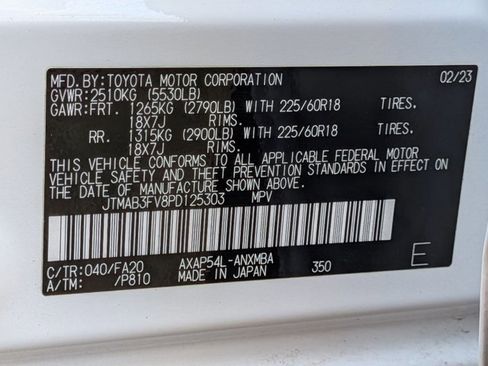 MFD. BY: TOYOTA MOTOR CORPORATION 02/23
GVWR: 2510KG (5530LB)
GAWR: FRT. 1265KG (2790LB) WITH 225/60R18 TIRES.
18X7J RIMS.
RR. 1315KG (2900LB) WITH 225/60R18 TIRES.
18X7J RIMS.
THIS VEHICLE CONFORMS TO ALL APPLICABLE FEDERAL MOTOR
VEHICLE SAFETY AND THEFT PREVENTION STANDARDS IN EFFECT
ON THE DATE OF MANUFACTURE SHOWN ABOVE.
JTMAB3FV8PD125303 MPV
C/TR: 040/FA20 AXAP54L-ANXMBA 350 E
A/TM: /P810 MADE IN JAPAN